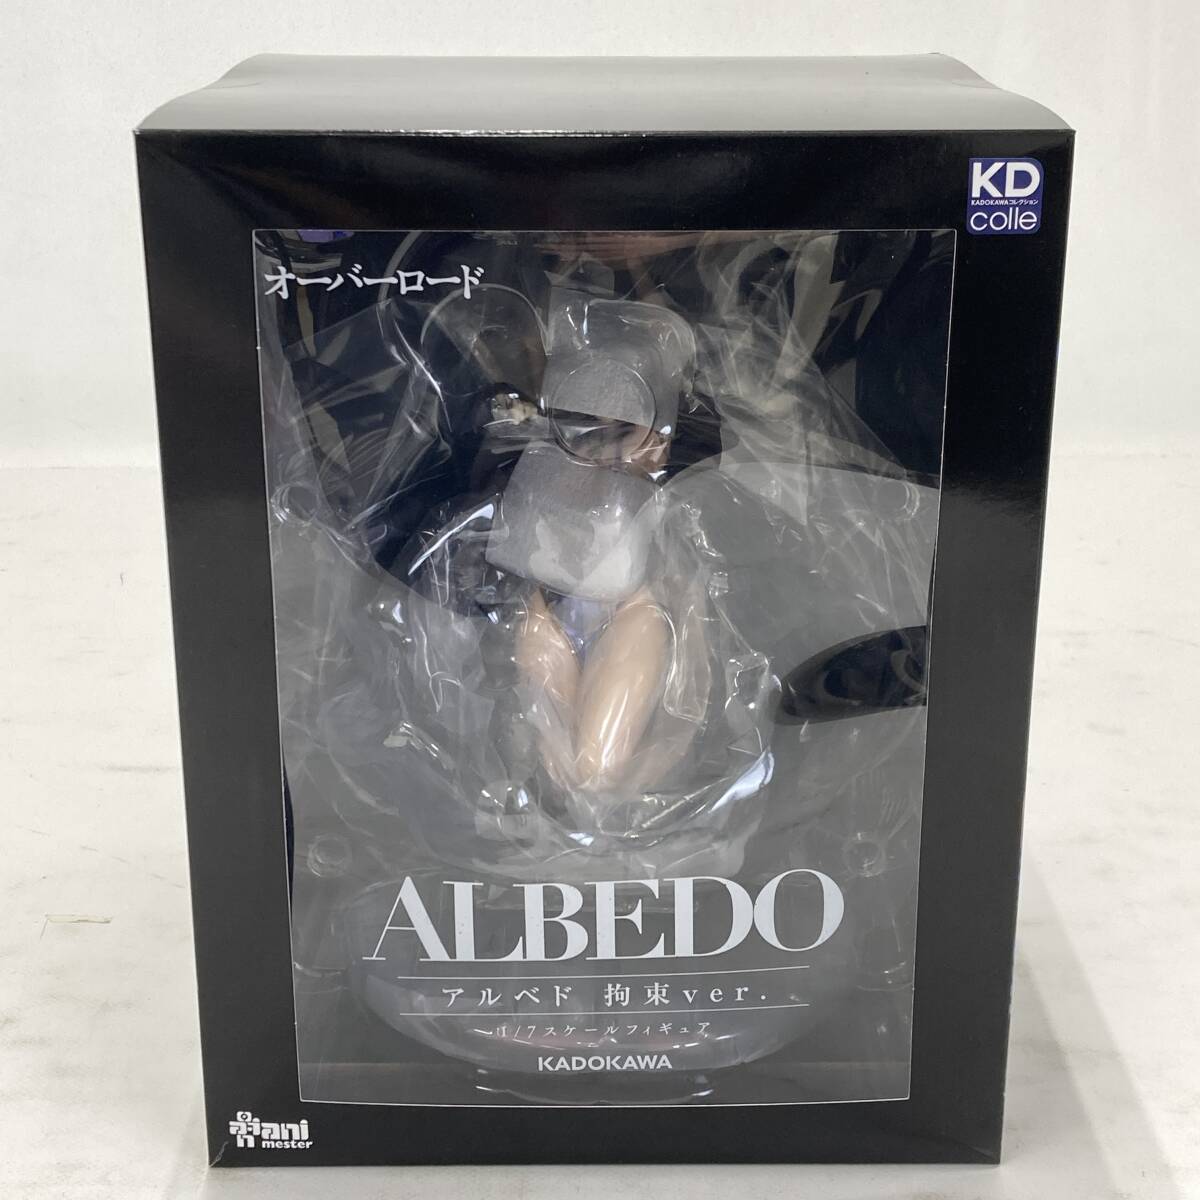 KD
KADOKAWAコレクション
colle
オーバーロード
ALBEDO
アルベド 拘束ver.
1/7スケールフィギュア
KADOKAWA
ani
mester